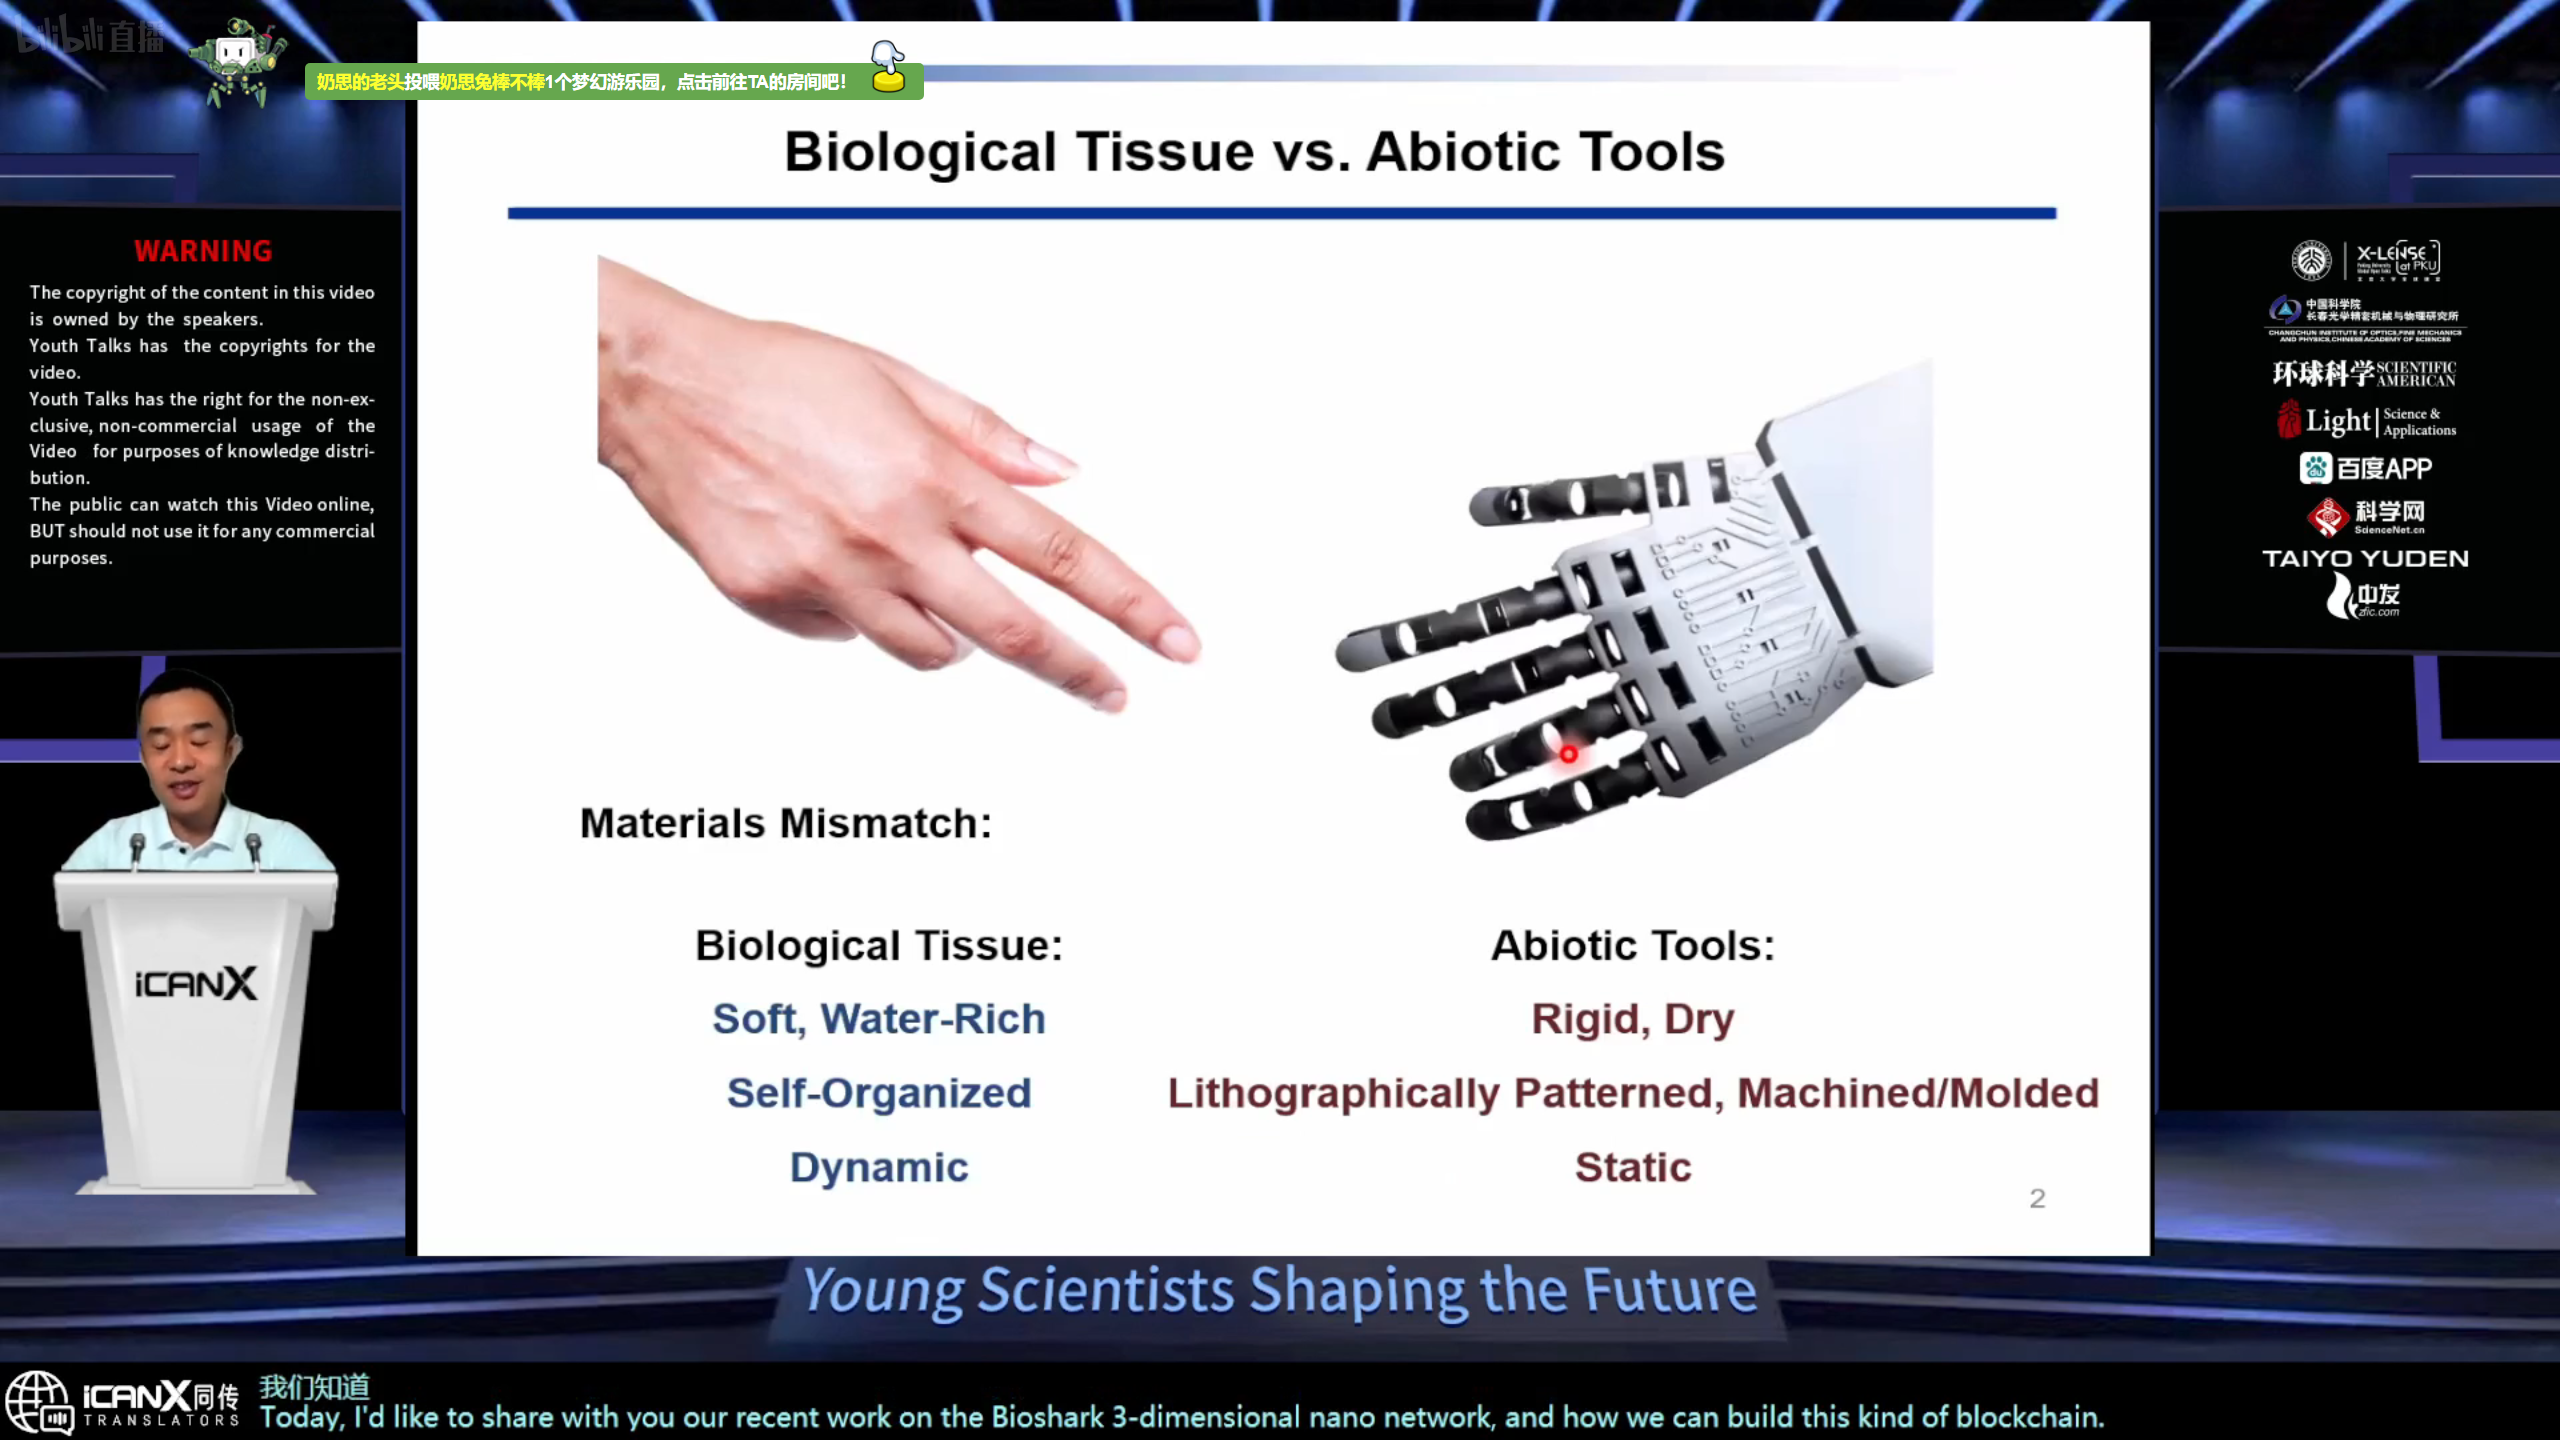 bilibili 直播
奶思的老头投喂奶思兔棒不棒1个梦幻游乐园，点击前往TA的房间吧！
Biological Tissue vs. Abiotic Tools
WARNING
The copyright of the content in this video
is owned by the speakers.
Youth Talks has the copyrights for the
video.
Youth Talks has the right for the non-ex-
clusive, non-commercial usage of the
Video for purposes of knowledge distri-
bution.
The public can watch this Video online,
BUT should not use it for any commercial
purposes.
Materials Mismatch:
Biological Tissue:
Soft, Water-Rich
Self-Organized
Dynamic
Abiotic Tools:
Rigid, Dry
Lithographically Patterned, Machined/Molded
Static
2
X-LENSE
at PKU
中国科学院
长春光学精密机械与物理研究所
CHANGCHUN INSTITUTE OF OPTICS,FINE MECHANICS
AND PHYSICS,CHINESE ACADEMY OF SCIENCES
环球科学 SCIENTIFIC
AMERICAN
Light Science &
Applications
du 百度APP
科学网
ScienceNet.cn
TAIYO YUDEN
中发
zfic.com
iCANX
Young Scientists Shaping the Future
iCANX同传
TRANSLATORS
我们知道
Today, I'd like to share with you our recent work on the Bioshark 3-dimensional nano network, and how we can build this kind of blockchain.